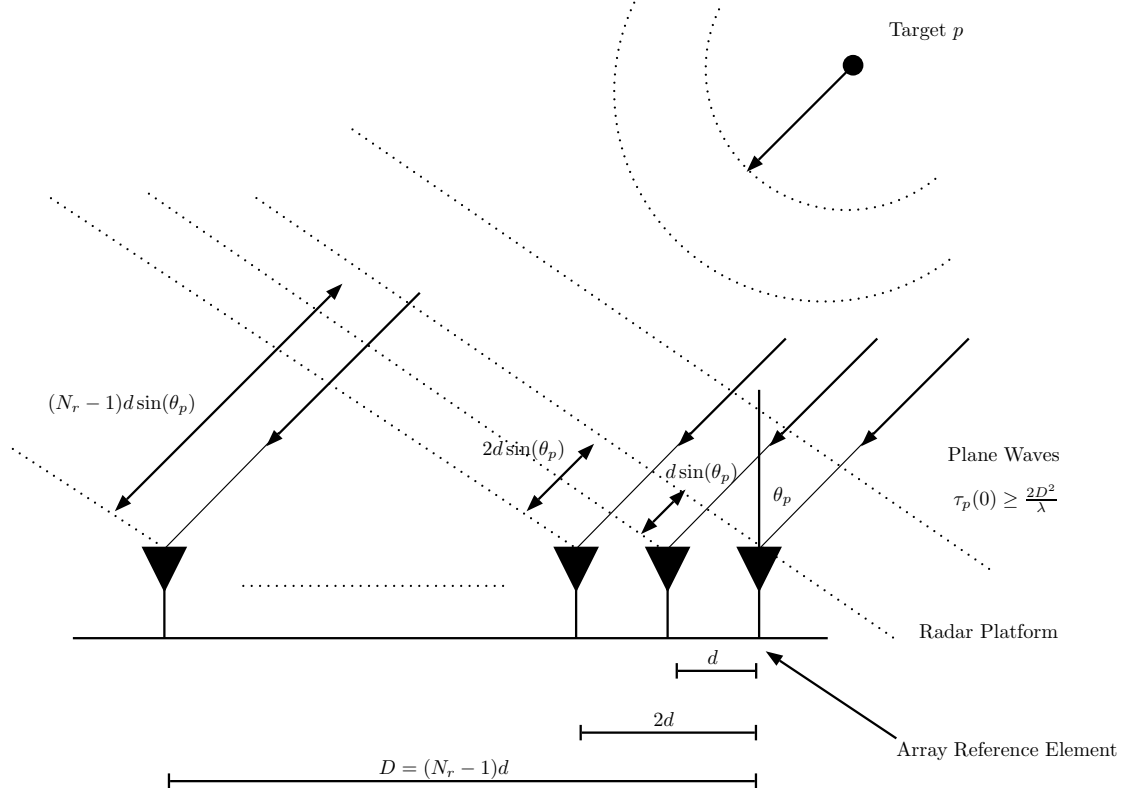 Target p
(N_r − 1)d sin(θ_p)
2d sin(θ_p)
d sin(θ_p)
θ_p
Plane Waves
τ_p(0) ≥ 2D²/λ
Radar Platform
d
2d
Array Reference Element
D = (N_r − 1)d